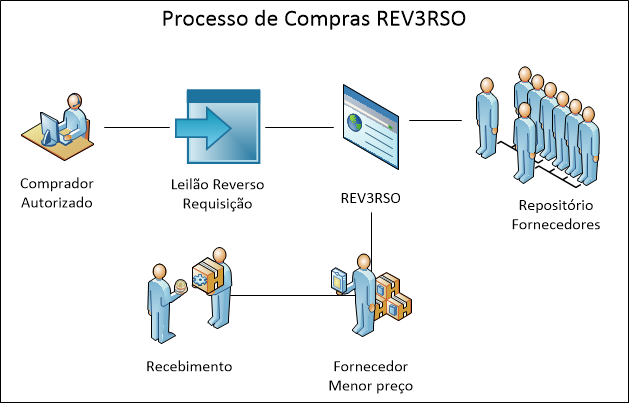 Processo de Compras REV3RSO
Comprador
Autorizado
Leilão Reverso
Requisição
REV3RSO
Repositório
Fornecedores
Recebimento
Fornecedor
Menor preço